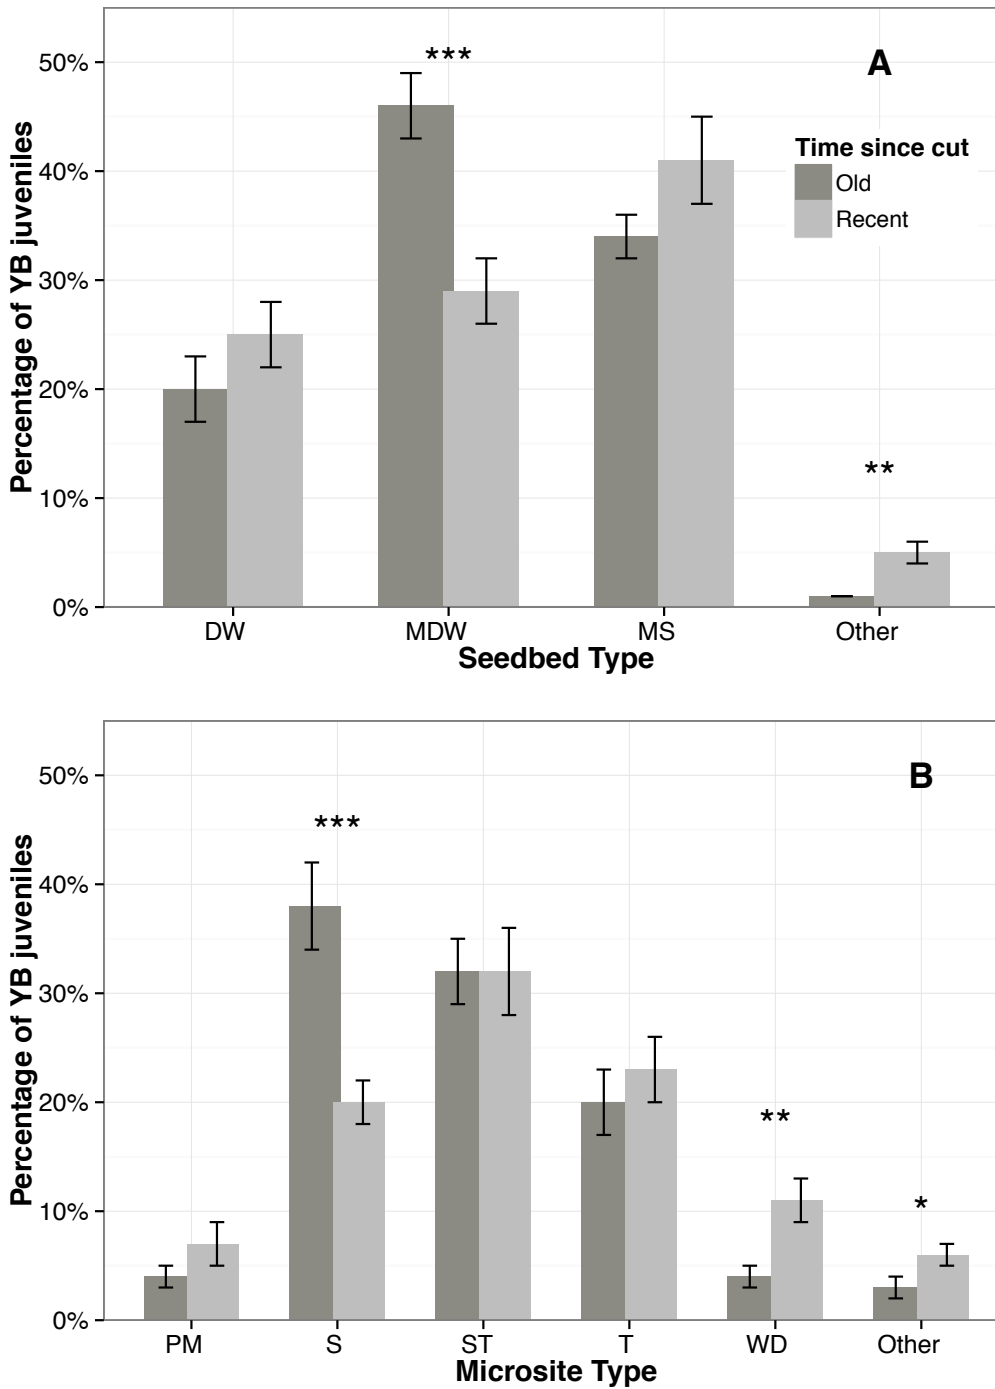 50%
40%
30%
20%
10%
0%
Percentage of YB juveniles
***
**
A
Time since cut
Old
Recent
DW MDW MS Other
Seedbed Type
50%
40%
30%
20%
10%
0%
Percentage of YB juveniles
***
**
*
B
PM S ST T WD Other
Microsite Type